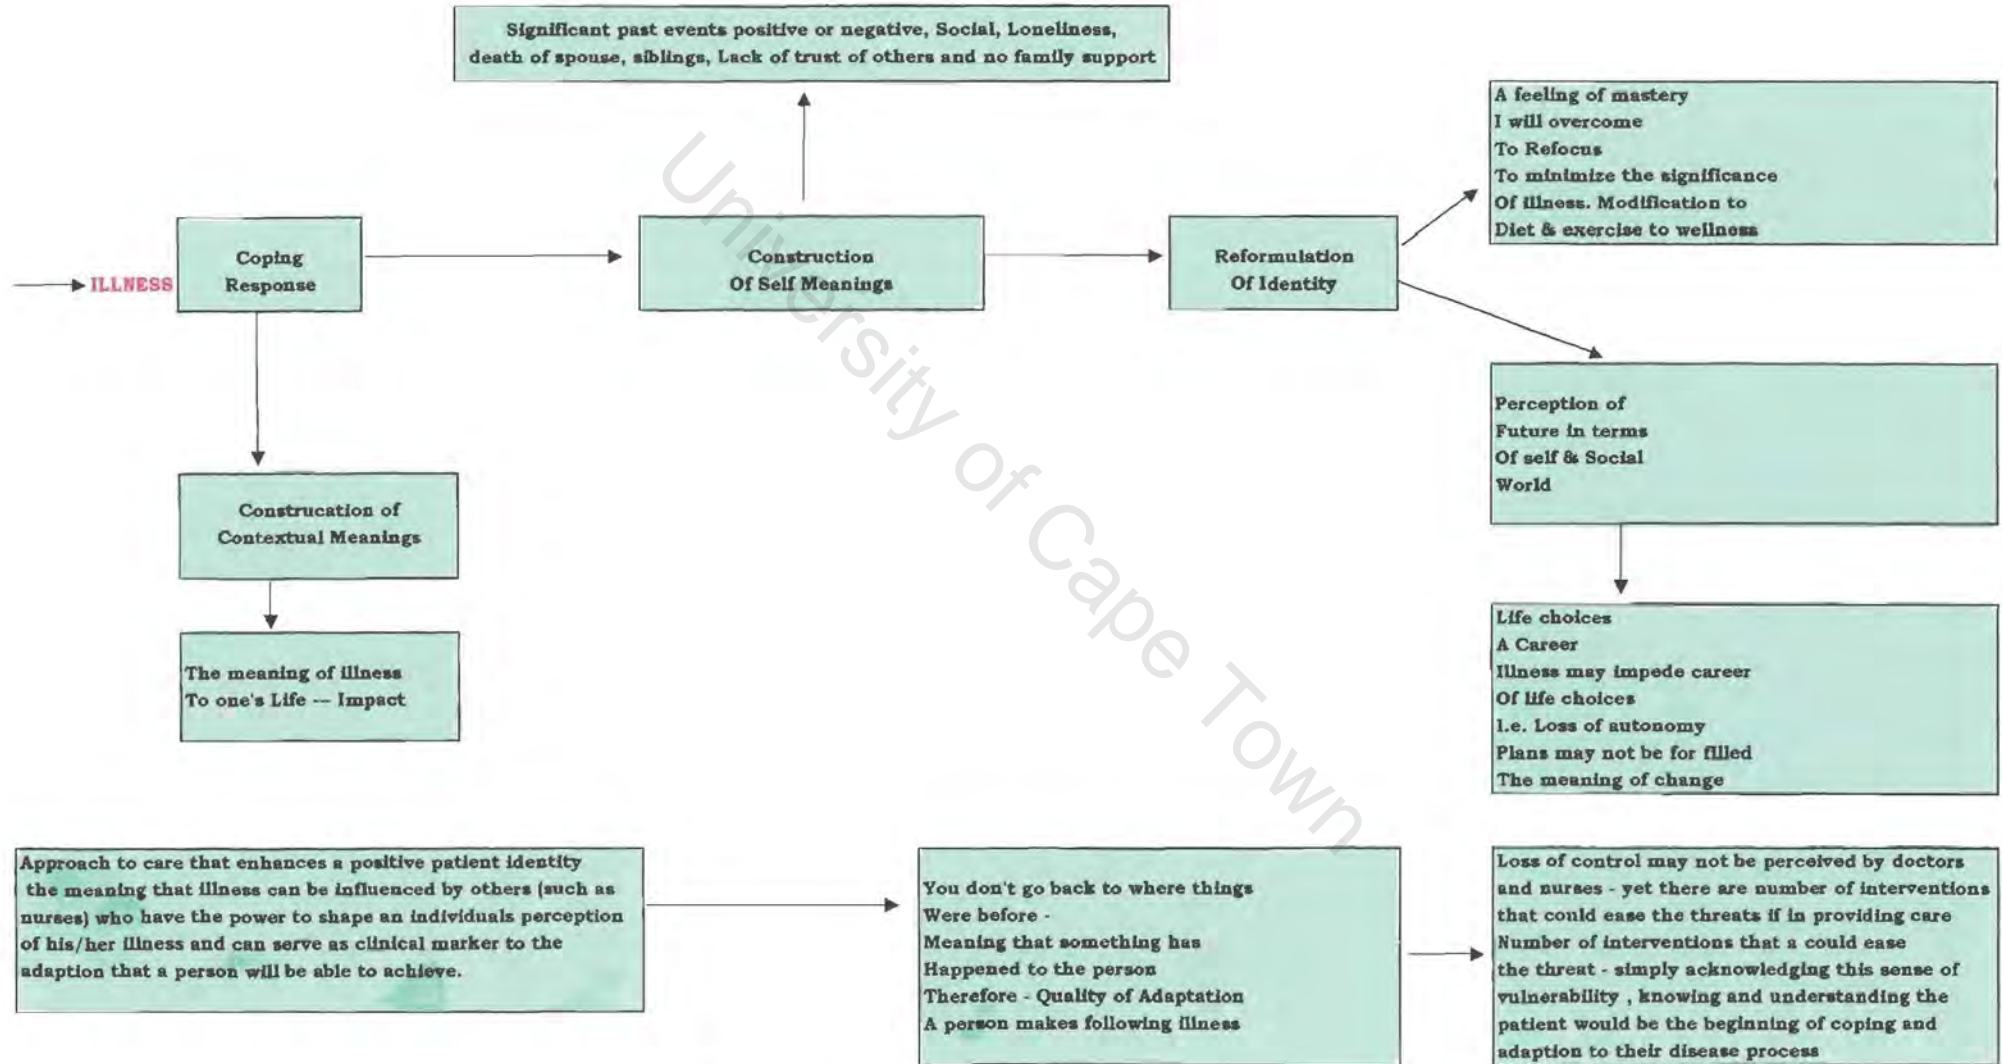 Significant past events positive or negative, Social, Loneliness,
death of spouse, siblings, Lack of trust of others and no family support
A feeling of mastery
I will overcome
To Refocus
To minimize the significance
Of illness. Modification to
Diet & exercise to wellness
ILLNESS
Coping
Response
Construction
Of Self Meanings
Reformulation
Of Identity
Perception of
Future in terms
Of self & Social
World
Construcation of
Contextual Meanings
The meaning of illness
To one's Life --- Impact
Life choices
A Career
Illness may impede career
Of life choices
I.e. Loss of autonomy
Plans may not be for filled
The meaning of change
Approach to care that enhances a positive patient identity
the meaning that illness can be influenced by others (such as
nurses) who have the power to shape an individuals perception
of his/her illness and can serve as clinical marker to the
adaption that a person will be able to achieve.
You don't go back to where things
Were before -
Meaning that something has
Happened to the person
Therefore - Quality of Adaptation
A person makes following illness
Loss of control may not be perceived by doctors
and nurses - yet there are number of interventions
that could ease the threats if in providing care
Number of interventions that a could ease
the threat - simply acknowledging this sense of
vulnerability , knowing and understanding the
patient would be the beginning of coping and
adaption to their disease process
University of Cape Town